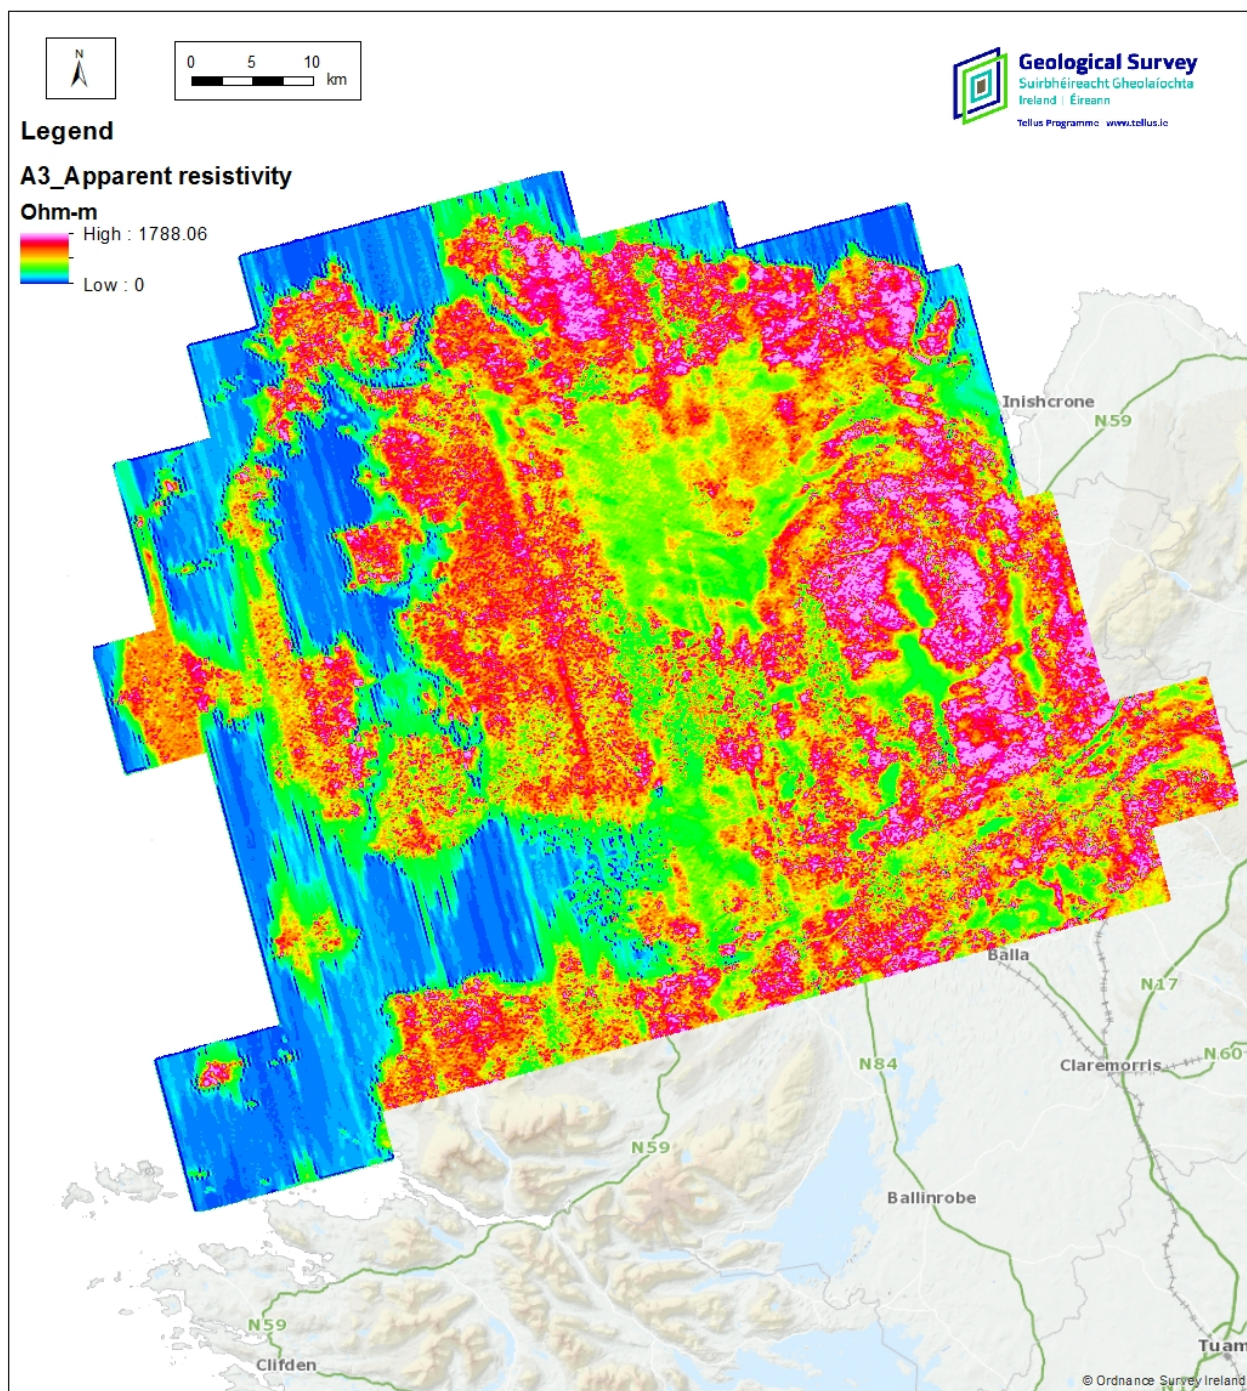 N
0 5 10
km
Geological Survey
Suirbhéireacht Gheolaíochta
Ireland | Éireann
Tellus Programme www.tellus.ie
Legend
A3_Apparent resistivity
Ohm-m
High : 1788.06
Low : 0
Inishcrone
N59
Balla
N17
N84
Claremorris
N60
N59
Ballinrobe
N59
Clifden
Tuam
© Ordnance Survey Ireland